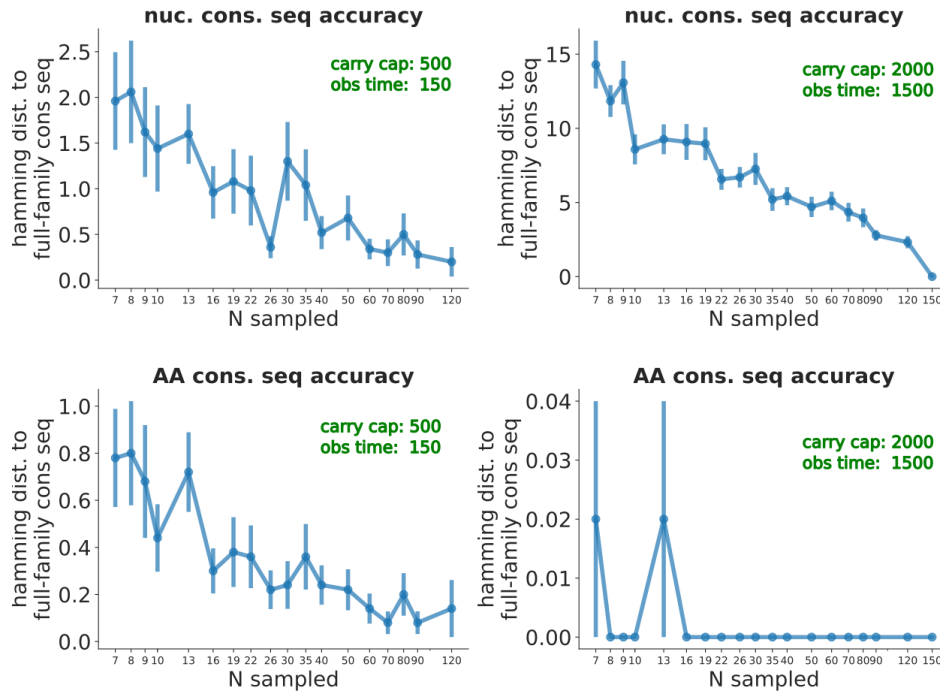 nuc. cons. seq accuracy
hamming dist. to
full-family cons seq
2.5
2.0
1.5
1.0
0.5
0.0
carry cap: 500
obs time: 150
7 8 9 10 13 16 19 22 26 30 35 40 50 60 70 80 90 120
N sampled
nuc. cons. seq accuracy
hamming dist. to
full-family cons seq
15
10
5
0
carry cap: 2000
obs time: 1500
7 8 9 10 13 16 19 22 26 30 35 40 50 60 70 80 90 120 150
N sampled
AA cons. seq accuracy
hamming dist. to
full-family cons seq
1.0
0.8
0.6
0.4
0.2
0.0
carry cap: 500
obs time: 150
7 8 9 10 13 16 19 22 26 30 35 40 50 60 70 80 90 120
N sampled
AA cons. seq accuracy
hamming dist. to
full-family cons seq
0.04
0.03
0.02
0.01
0.00
carry cap: 2000
obs time: 1500
7 8 9 10 13 16 19 22 26 30 35 40 50 60 70 80 90 120 150
N sampled